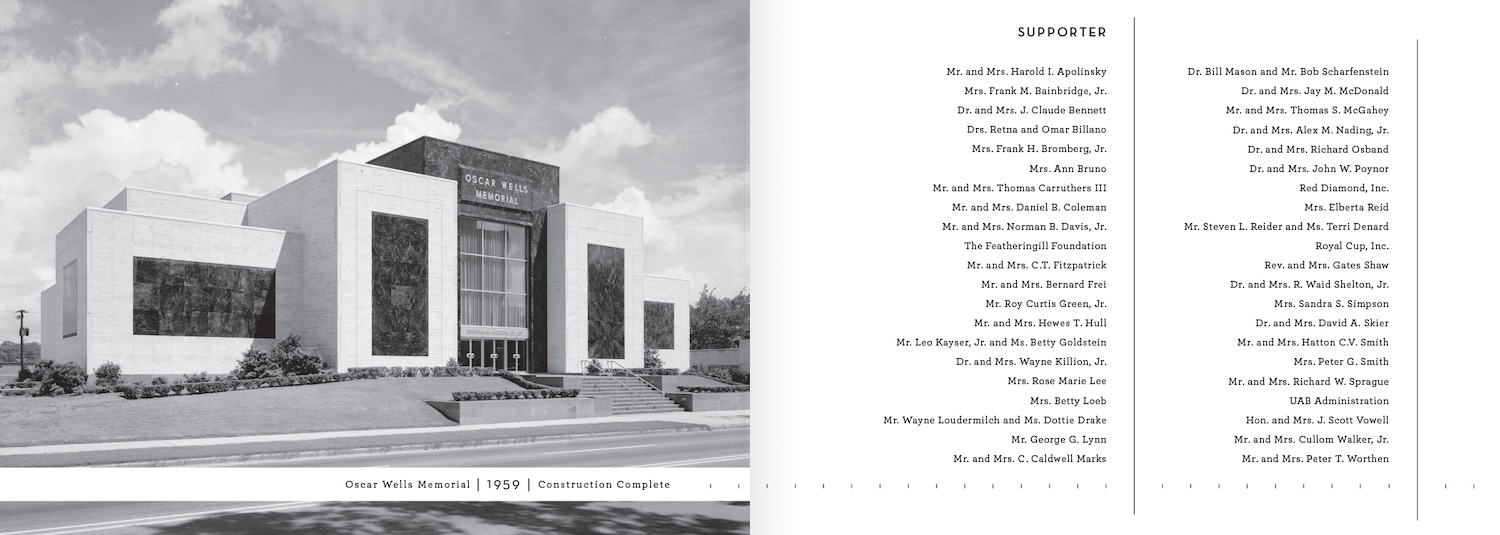 OSCAR WELLS
MEMORIAL
Oscar Wells Memorial | 1959 | Construction Complete
SUPPORTER
Mr. and Mrs. Harold I. Apolinsky
Mrs. Frank M. Bainbridge, Jr.
Dr. and Mrs. J. Claude Bennett
Drs. Retna and Omar Billano
Mrs. Frank H. Bromberg, Jr.
Mrs. Ann Bruno
Mr. and Mrs. Thomas Carruthers III
Mr. and Mrs. Daniel B. Coleman
Mr. and Mrs. Norman B. Davis, Jr.
The Featheringill Foundation
Mr. and Mrs. C.T. Fitzpatrick
Mr. and Mrs. Bernard Frei
Mr. Roy Curtis Green, Jr.
Mr. and Mrs. Hewes T. Hull
Mr. Leo Kayser, Jr. and Ms. Betty Goldstein
Dr. and Mrs. Wayne Killion, Jr.
Mrs. Rose Marie Lee
Mrs. Betty Loeb
Mr. Wayne Loudermilch and Ms. Dottie Drake
Mr. George G. Lynn
Mr. and Mrs. C. Caldwell Marks
Dr. Bill Mason and Mr. Bob Scharfenstein
Dr. and Mrs. Jay M. McDonald
Mr. and Mrs. Thomas S. McGahey
Dr. and Mrs. Alex M. Nading, Jr.
Dr. and Mrs. Richard Osband
Dr. and Mrs. John W. Poynor
Red Diamond, Inc.
Mrs. Elberta Reid
Mr. Steven L. Reider and Ms. Terri Denard
Royal Cup, Inc.
Rev. and Mrs. Gates Shaw
Dr. and Mrs. R. Waid Shelton, Jr.
Mrs. Sandra S. Simpson
Dr. and Mrs. David A. Skier
Mr. and Mrs. Hatton C.V. Smith
Mrs. Peter G. Smith
Mr. and Mrs. Richard W. Sprague
UAB Administration
Hon. and Mrs. J. Scott Vowell
Mr. and Mrs. Cullom Walker, Jr.
Mr. and Mrs. Peter T. Worthen